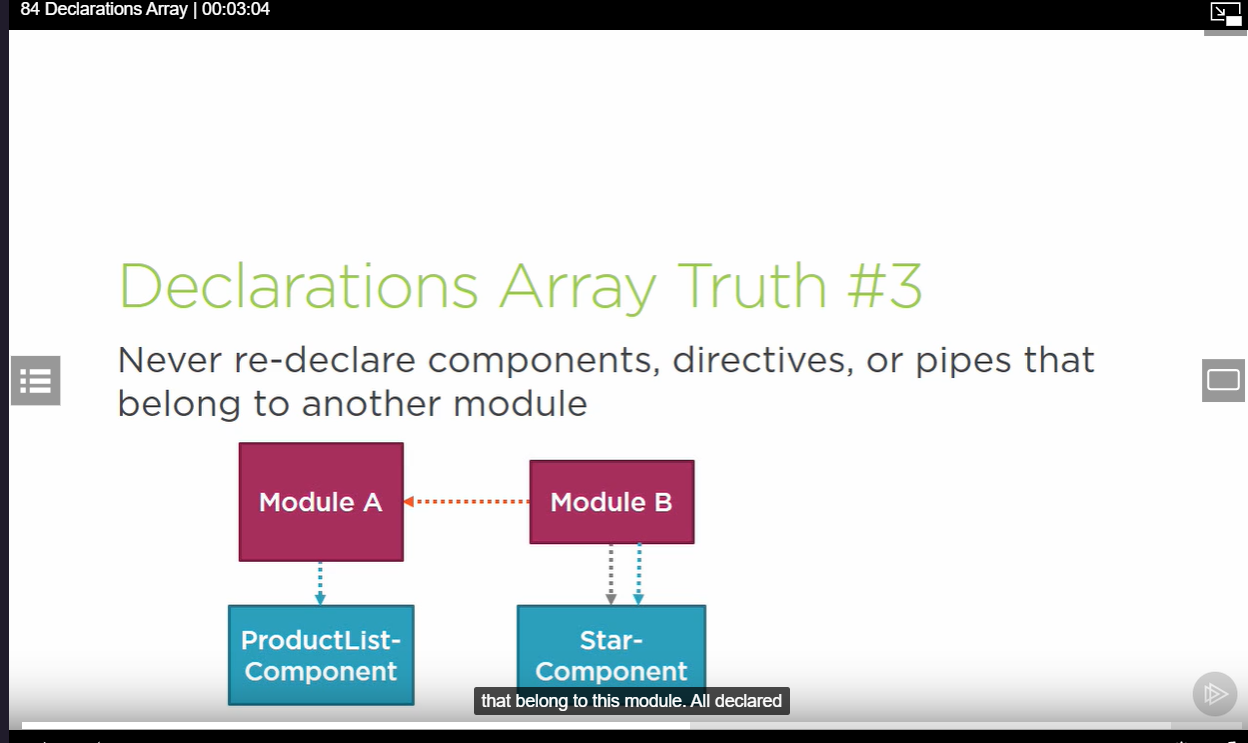 84 Declarations Array | 00:03:04
Declarations Array Truth #3
Never re-declare components, directives, or pipes that
belong to another module
Module A
Module B
ProductList-
Component
Star-
Component
that belong to this module. All declared